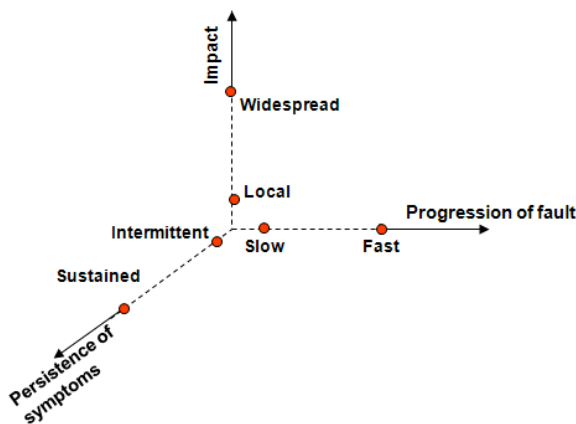 Impact
Widespread
Local
Progression of fault
Intermittent
Slow
Fast
Sustained
Persistence of
symptoms